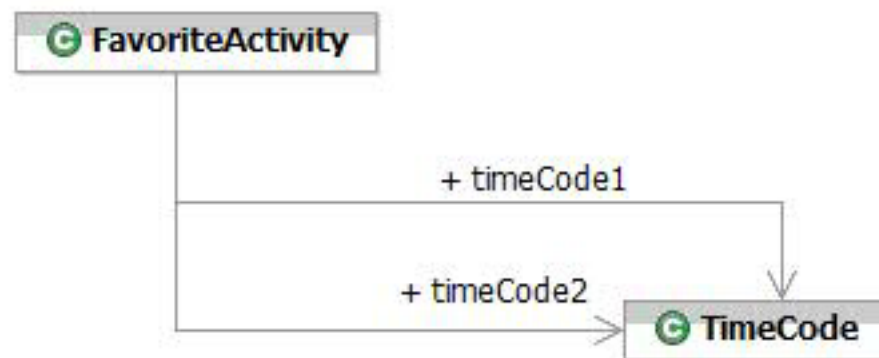 C FavoriteActivity
+ timeCode1
+ timeCode2
C TimeCode